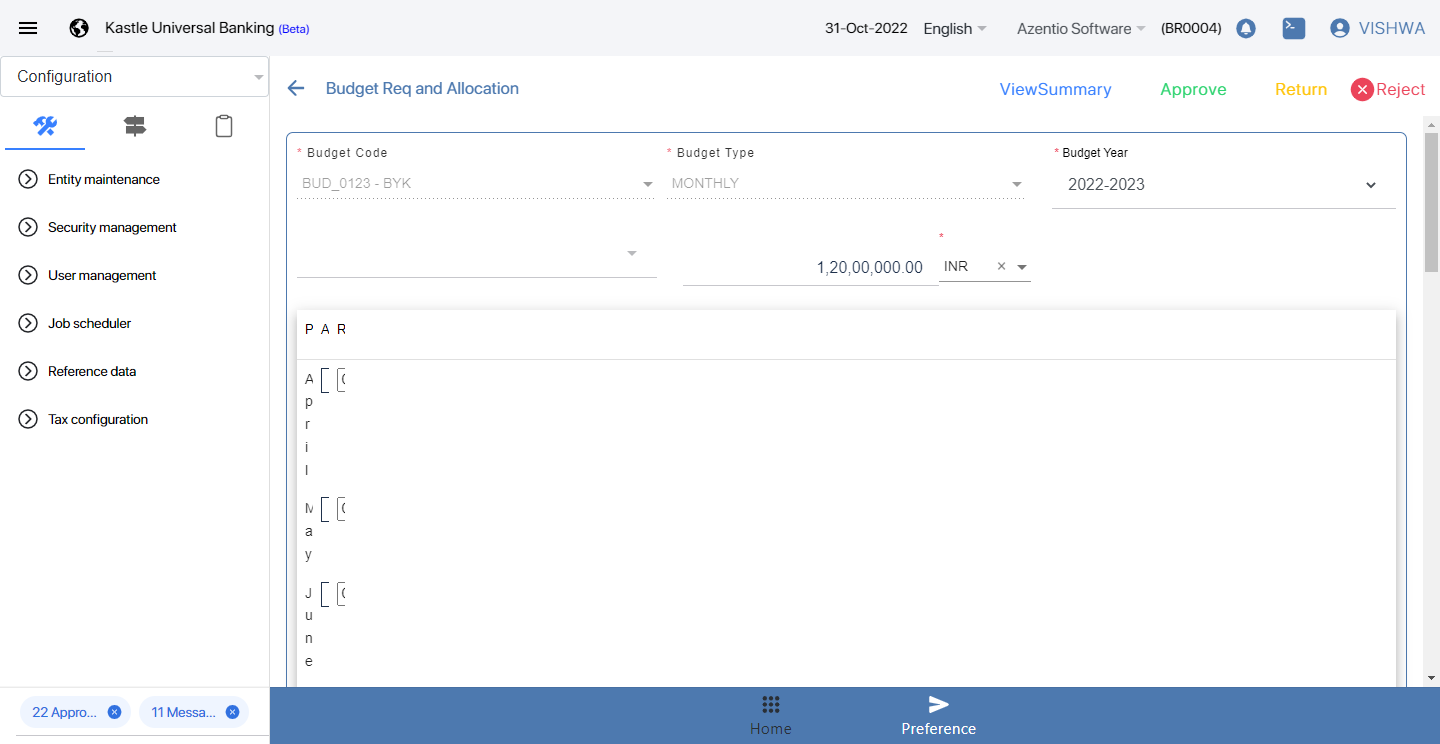 Kastle Universal Banking (Beta)
31-Oct-2022 English Azentio Software (BR0004) VISHWA
Configuration
Budget Req and Allocation
ViewSummary Approve Return Reject
Entity maintenance
Security management
User management
Job scheduler
Reference data
Tax configuration
* Budget Code
BUD_0123 - BYK
* Budget Type
MONTHLY
* Budget Year
2022-2023
1,20,00,000.00
*
INR ×
P A R
April
May
June
22 Appro...
11 Messa...
Home
Preference